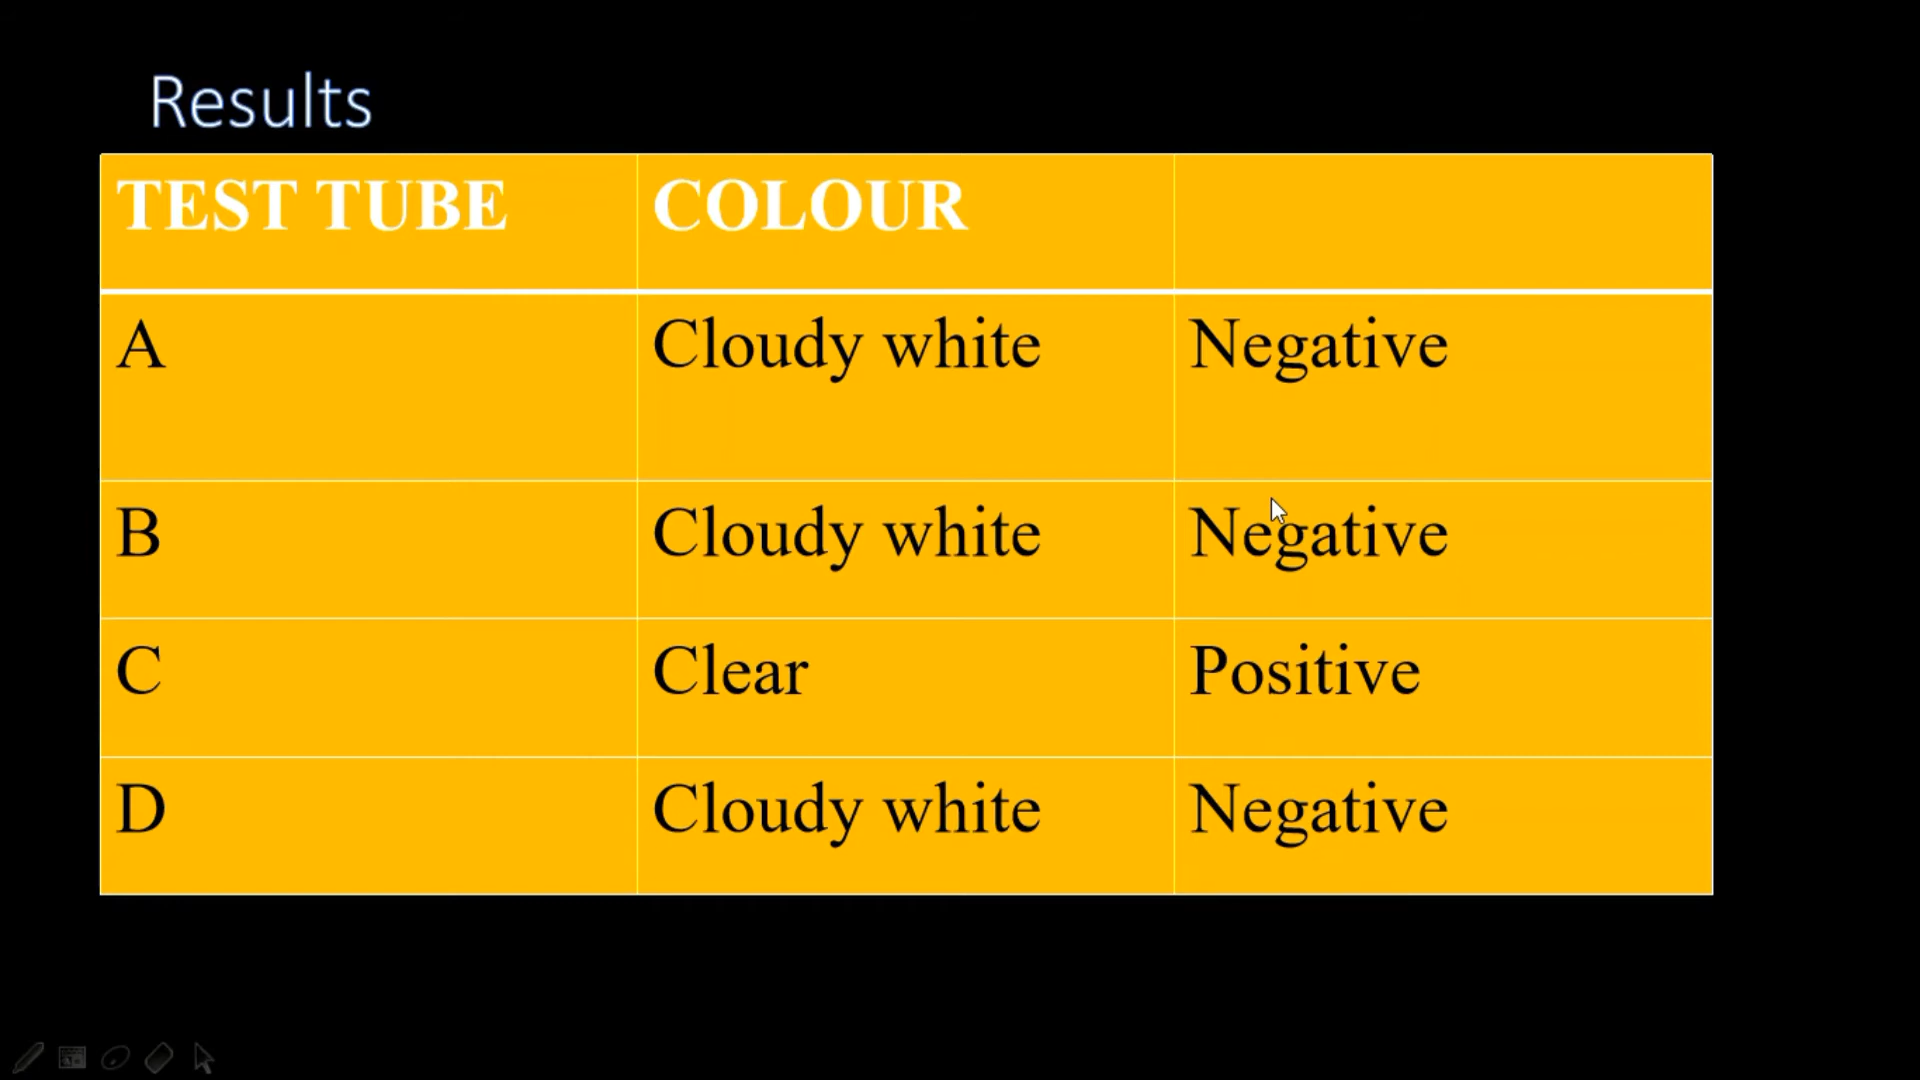 Results
TEST TUBE COLOUR
A Cloudy white Negative
B Cloudy white Negative
C Clear Positive
D Cloudy white Negative